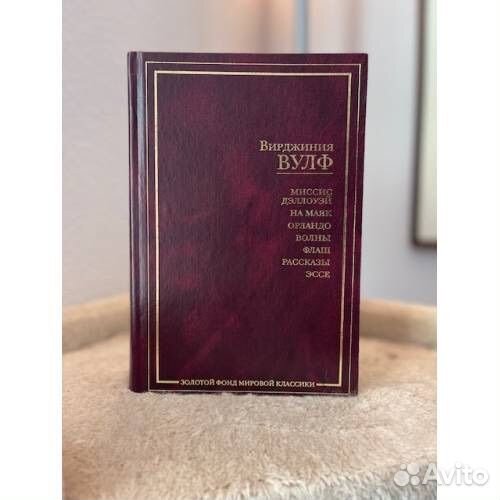 Вирджиния
ВУЛФ
МИССИС
ДЭЛЛОУЭЙ
НА МАЯК
ОРЛАНДО
ВОЛНЫ
ФЛАШ
РАССКАЗЫ
ЭССЕ
ЗОЛОТОЙ ФОНД МИРОВОЙ КЛАССИКИ
Avito